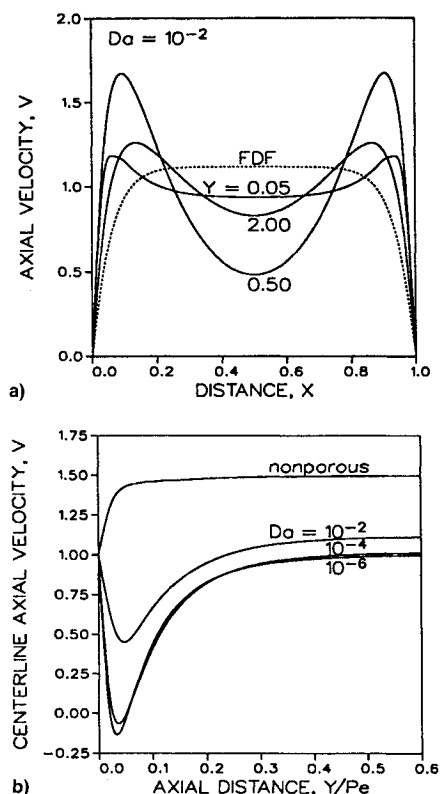 2.0
Da = 10⁻²
1.5
FDF
1.0
Y = 0.05
2.00
0.5
0.50
0.0
AXIAL VELOCITY, V
0.0 0.2 0.4 0.6 0.8 1.0
DISTANCE, X
a)
1.75
nonporous
1.50
1.25
Da = 10⁻²
1.00
10⁻⁴
10⁻⁶
0.75
0.50
0.25
0.00
−0.25
CENTERLINE AXIAL VELOCITY, V
0.0 0.1 0.2 0.3 0.4 0.5 0.6
AXIAL DISTANCE, Y/Pe
b)